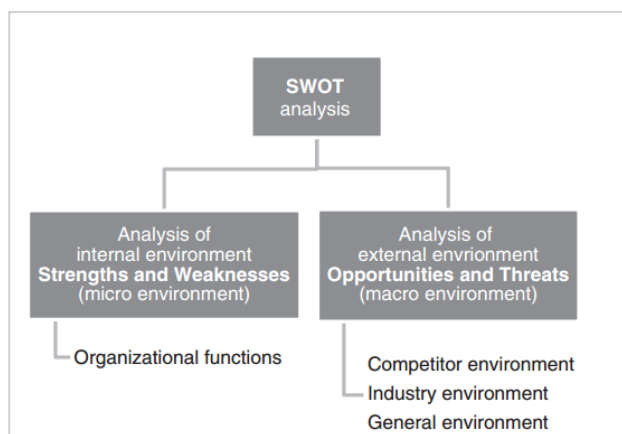 SWOT
analysis
Analysis of
internal environment
Strengths and Weaknesses
(micro environment)
Analysis of
external envrionment
Opportunities and Threats
(macro environment)
Organizational functions
Competitor environment
Industry environment
General environment